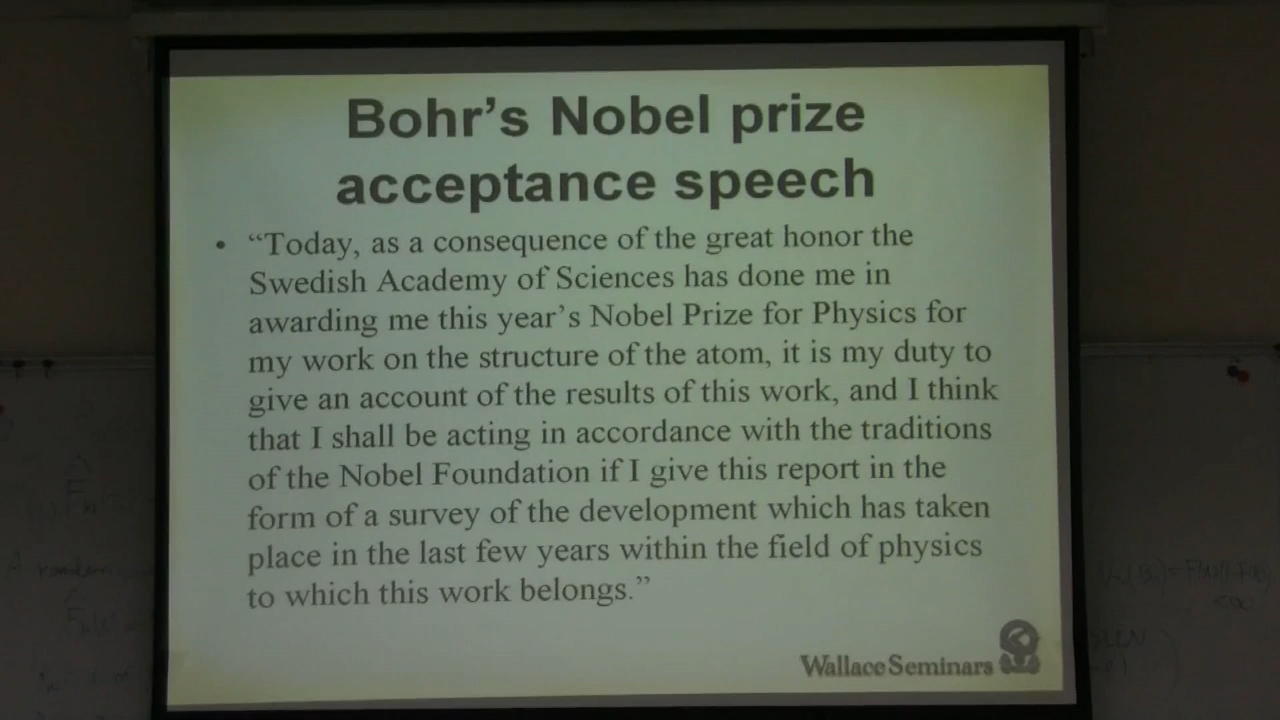 Bohr’s Nobel prize
acceptance speech
• “Today, as a consequence of the great honor the
Swedish Academy of Sciences has done me in
awarding me this year’s Nobel Prize for Physics for
my work on the structure of the atom, it is my duty to
give an account of the results of this work, and I think
that I shall be acting in accordance with the traditions
of the Nobel Foundation if I give this report in the
form of a survey of the development which has taken
place in the last few years within the field of physics
to which this work belongs.”
Wallace Seminars